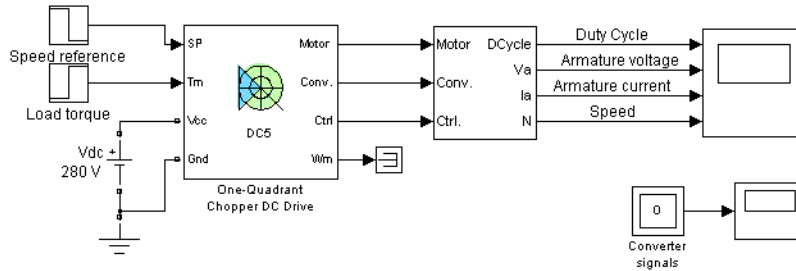 Speed reference
Load torque
Vdc +
280 V
SP
Tm
Vcc
Gnd
Motor
Conv.
Ctrl
Wm
DC5
One-Quadrant
Chopper DC Drive
Motor
Conv.
Ctrl.
DCycle
Va
Ia
N
Duty Cycle
Armature voltage
Armature current
Speed
0
Converter
signals